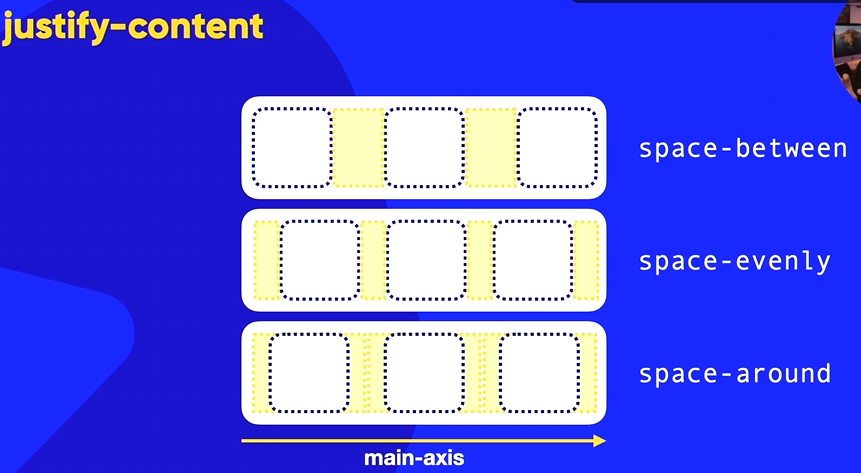 justify-content
space-between
space-evenly
space-around
main-axis